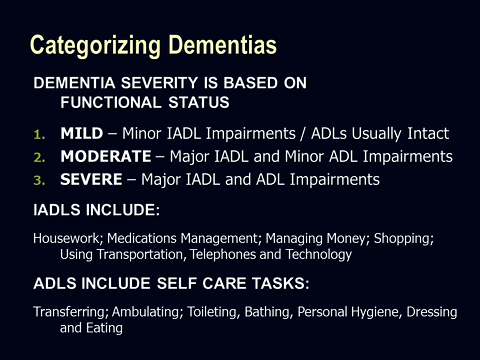 Categorizing Dementias
DEMENTIA SEVERITY IS BASED ON
FUNCTIONAL STATUS
1. MILD – Minor IADL Impairments / ADLs Usually Intact
2. MODERATE – Major IADL and Minor ADL Impairments
3. SEVERE – Major IADL and ADL Impairments
IADLS INCLUDE:
Housework; Medications Management; Managing Money; Shopping;
Using Transportation, Telephones and Technology
ADLS INCLUDE SELF CARE TASKS:
Transferring; Ambulating; Toileting, Bathing, Personal Hygiene, Dressing
and Eating